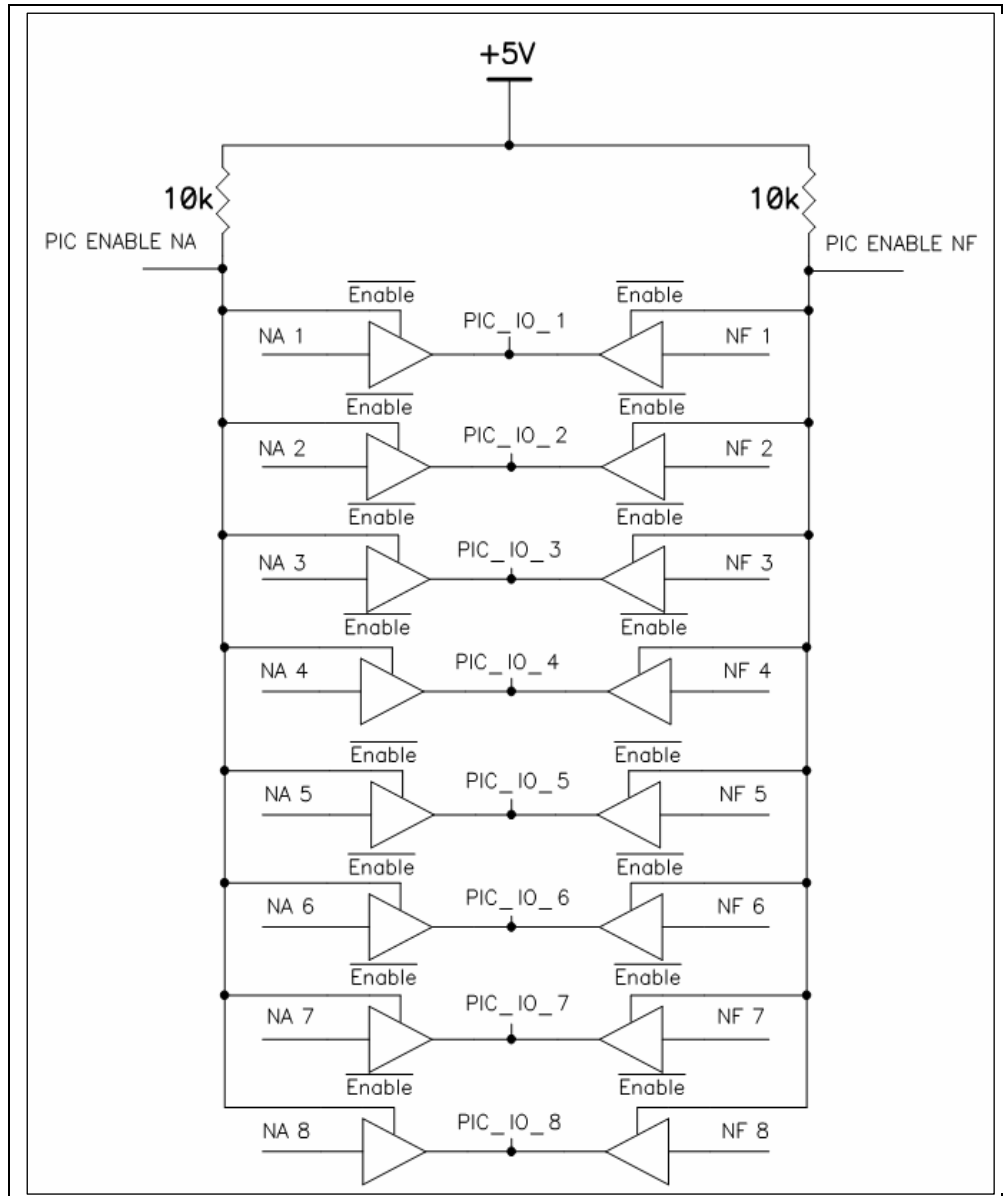 +5V
10k 10k
PIC ENABLE NA PIC ENABLE NF
Enable Enable
NA 1 PIC_IO_1 NF 1
Enable Enable
NA 2 PIC_IO_2 NF 2
Enable Enable
NA 3 PIC_IO_3 NF 3
Enable Enable
NA 4 PIC_IO_4 NF 4
Enable Enable
NA 5 PIC_IO_5 NF 5
Enable Enable
NA 6 PIC_IO_6 NF 6
Enable Enable
NA 7 PIC_IO_7 NF 7
Enable Enable
NA 8 PIC_IO_8 NF 8